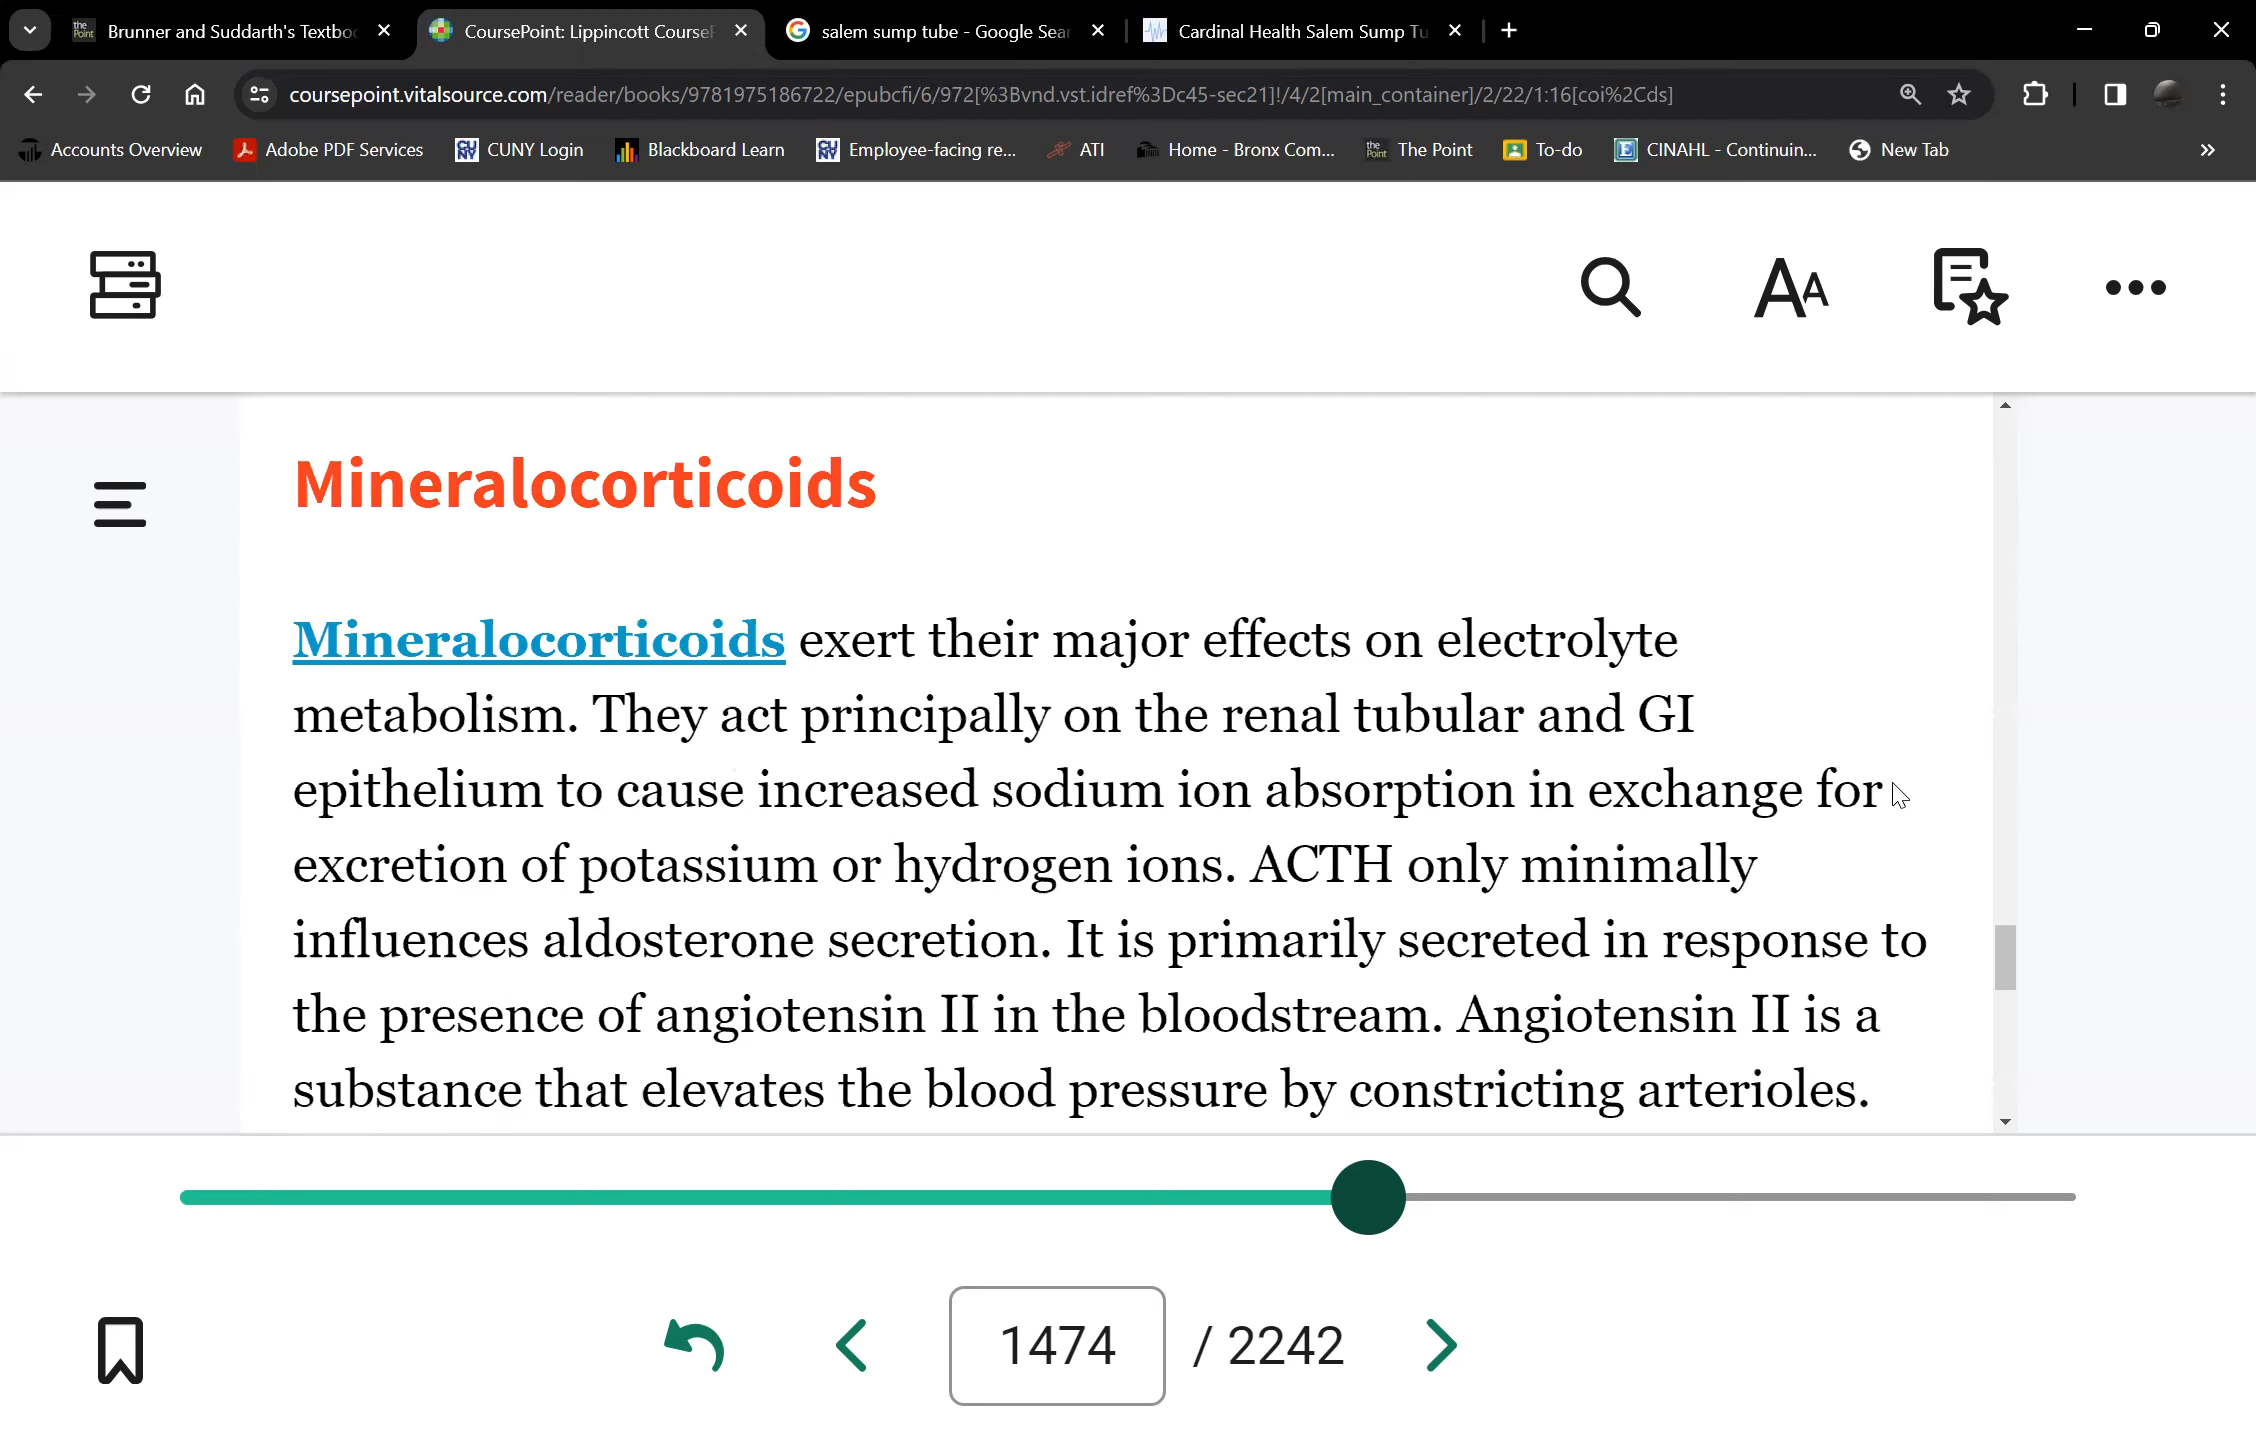 the Point Brunner and Suddarth's Textbo CoursePoint: Lippincott Course salem sump tube - Google Sear Cardinal Health Salem Sump Tu
coursepoint.vitalsource.com/reader/books/9781975186722/epubcfi/6/972[%3Bvnd.vst.idref%3Dc45-sec21]!/4/2[main_container]/2/22/1:16[coi%2Cds]
Accounts Overview Adobe PDF Services CUNY CUNY Login Blackboard Learn CUNY Employee-facing re... ATI Home - Bronx Com... the Point The Point To-do E CINAHL - Continuin... New Tab »
AA
Mineralocorticoids
Mineralocorticoids exert their major effects on electrolyte
metabolism. They act principally on the renal tubular and GI
epithelium to cause increased sodium ion absorption in exchange for
excretion of potassium or hydrogen ions. ACTH only minimally
influences aldosterone secretion. It is primarily secreted in response to
the presence of angiotensin II in the bloodstream. Angiotensin II is a
substance that elevates the blood pressure by constricting arterioles.
1474 / 2242